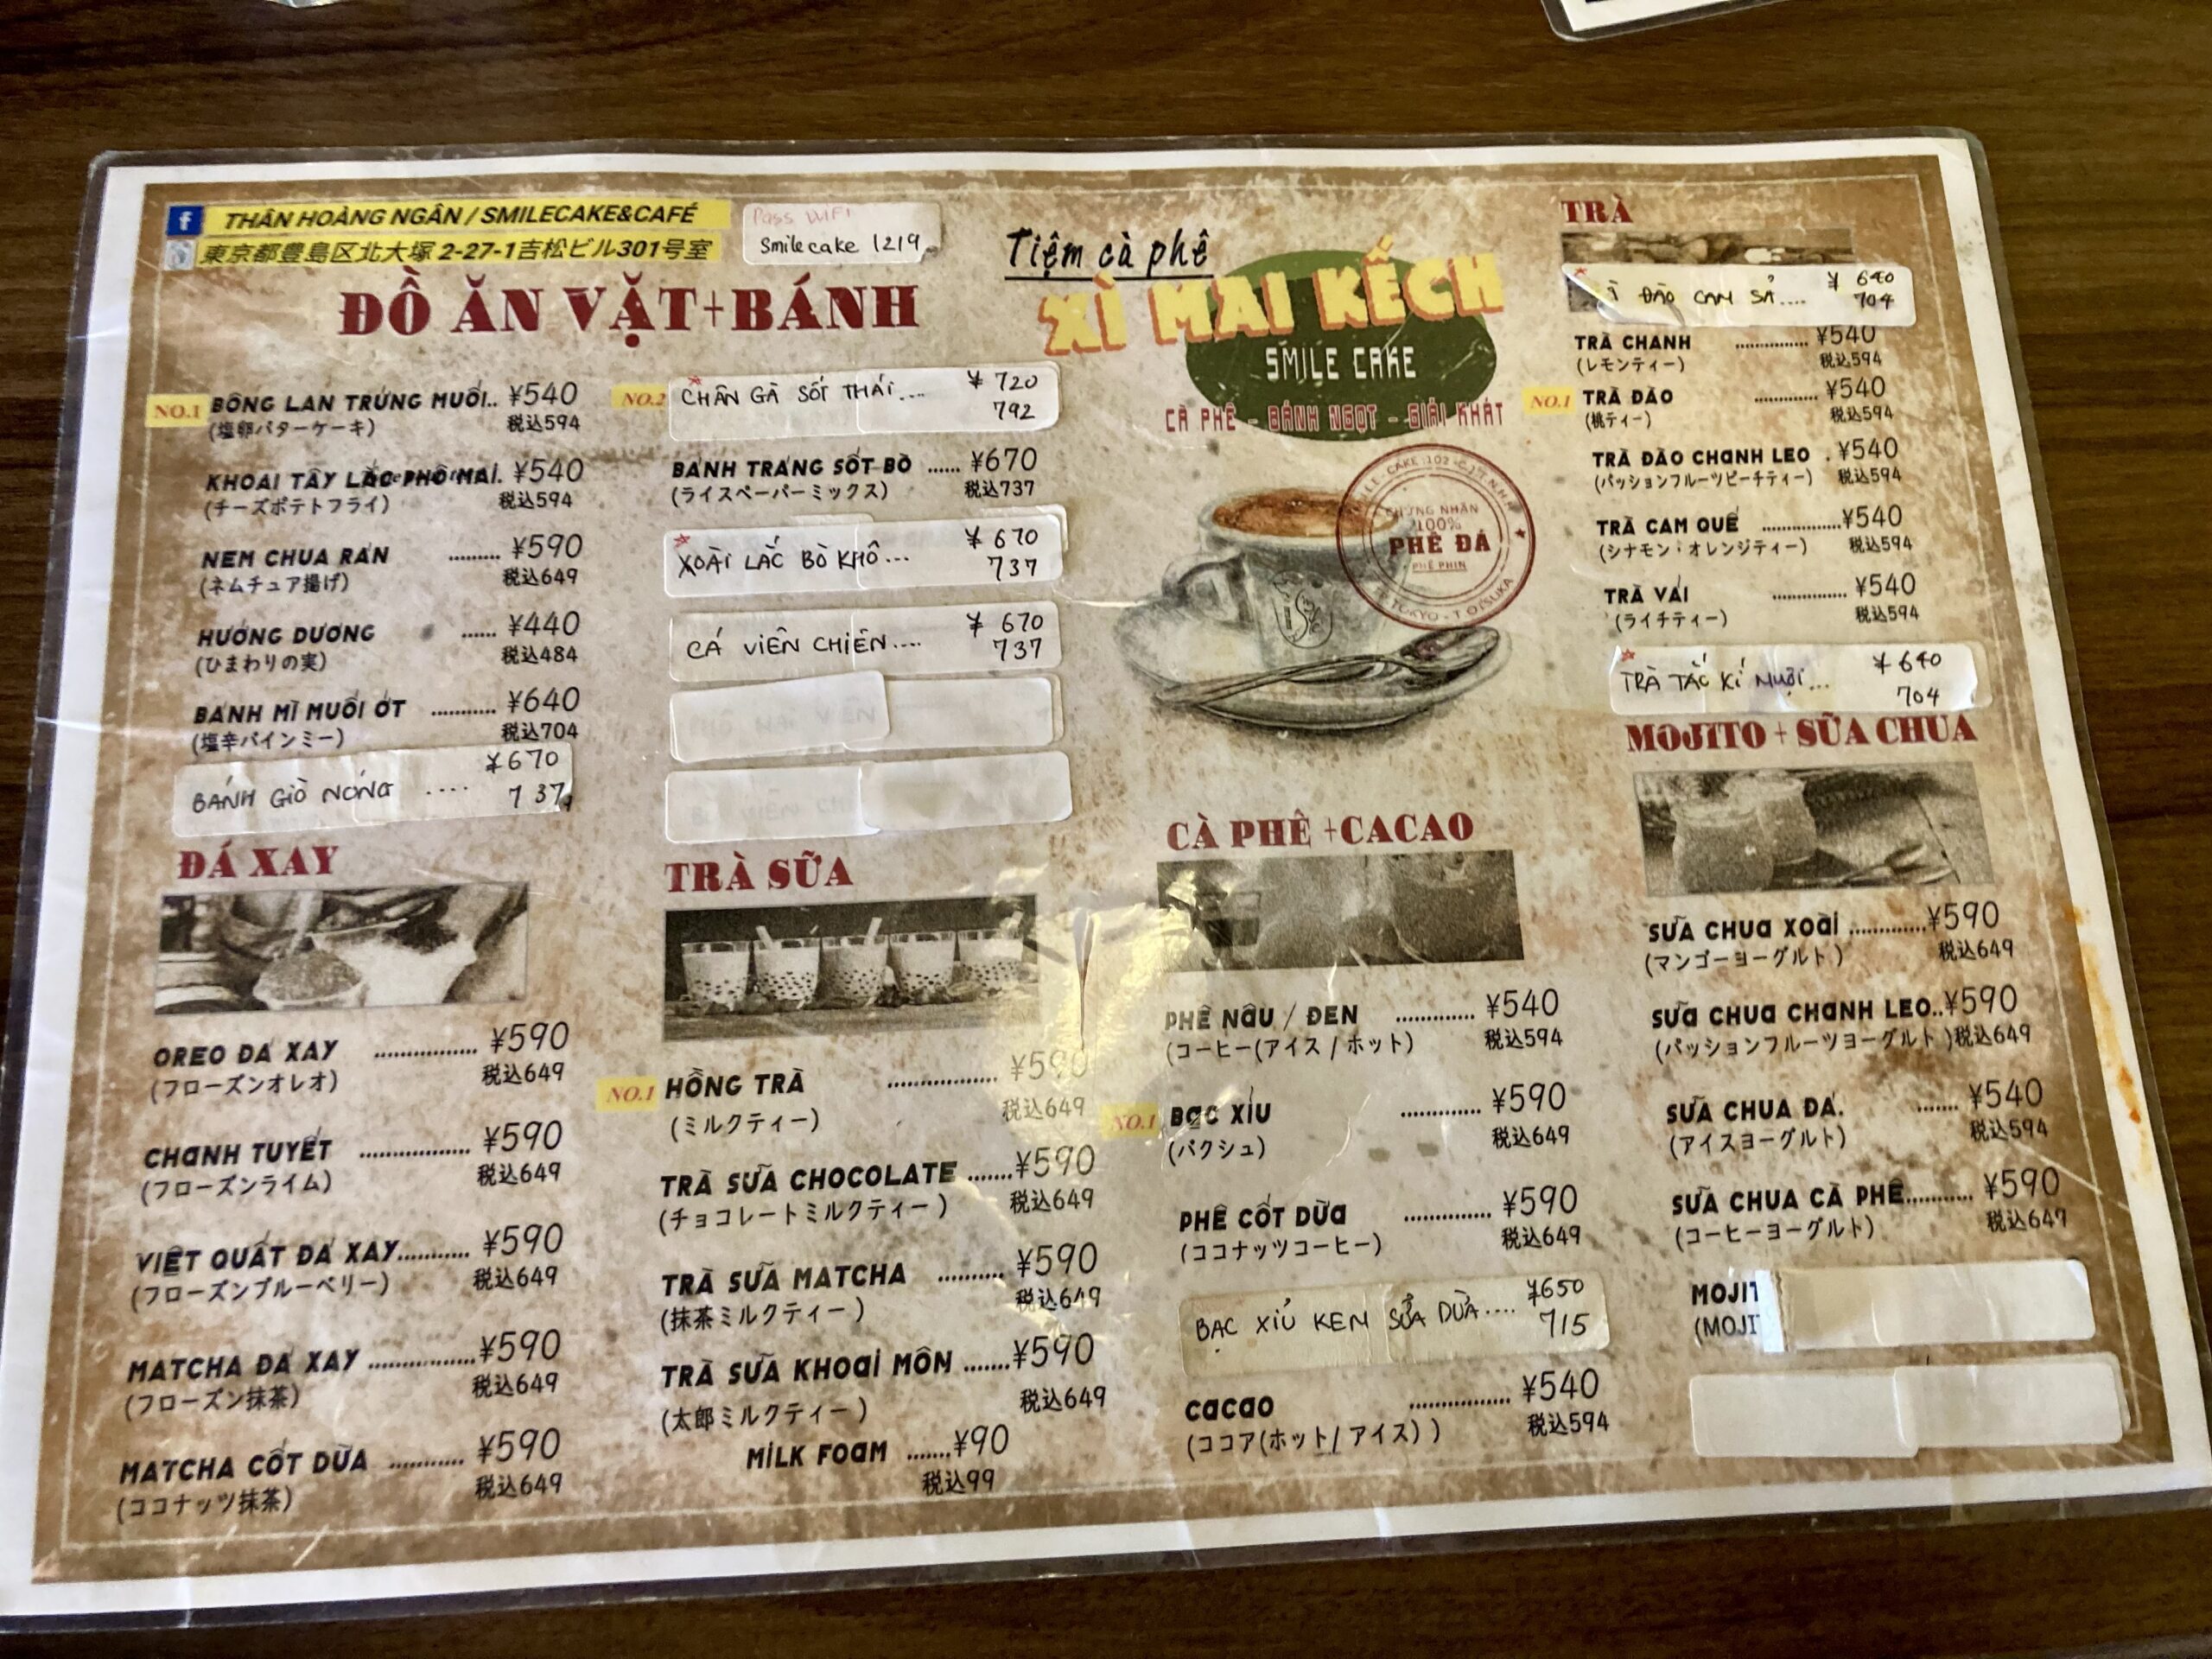 THÂN HOÀNG NGÂN / SMILECAKE&CAFÉ
東京都豊島区北大塚 2-27-1吉松ビル301号室
Pass WiFi
Smilecake 1219
ĐỒ ĂN VẶT+BÁNH
NO.1 BÔNG LAN TRỨNG MUỐI.. ¥540
(塩卵バターケーキ) 税込594
KHOAI TÂY LẮC PHÔ MAI. ¥540
(チーズポテトフライ) 税込594
NEM CHUA RÁN ......... ¥590
(ネムチュア揚げ) 税込649
HƯỚNG DƯƠNG ...... ¥440
(ひまわりの実) 税込484
BÁNH MÌ MUỐI ỚT ........... ¥640
(塩辛バインミー) 税込704
BÁNH GIÒ NÓNG .... ¥670
737
NO.2 CHÂN GÀ SỐT THÁI.... ¥ 720
792
BÁNH TRÁNG SỐT BÒ ...... ¥670
(ライスペーパーミックス) 税込737
XOÀI LẮC BÒ KHÔ... ¥ 670
737
CÁ VIÊN CHIÊN.... ¥ 670
737
Tiệm cà phê
XÌ MAI KẾCH
SMILE CAKE
CÀ PHÊ - BÁNH NGỌT - GIẢI KHÁT
CHỨNG NHẬN
100%
PHÊ ĐÁ
PHÊ PHIN
TRÀ
ĐÀO CAM SẢ.... ¥ 640
704
TRÀ CHANH .............. ¥540
(レモンティー) 税込594
NO.1 TRÀ ĐÀO ............ ¥540
(桃ティー) 税込594
TRÀ ĐÀO CHANH LEO . ¥540
(パッションフルーツピーチティー) 税込594
TRÀ CAM QUẾ ............... ¥540
(シナモン・オレンジティー) 税込594
TRÀ VẢI .............. ¥540
(ライチティー) 税込594
TRÀ TẮC KÍ MUỘI... ¥ 640
704
MOJITO + SỮA CHUA
SỮA CHUA XOÀI .............¥590
(マンゴーヨーグルト) 税込649
SỮA CHUA CHANH LEO..¥590
(パッションフルーツヨーグルト )税込649
SỮA CHUA ĐÁ. ....... ¥540
(アイスヨーグルト) 税込594
SỮA CHUA CÀ PHÊ........... ¥590
(コーヒーヨーグルト) 税込647
MOJIT
(MOJI
ĐÁ XAY
OREO ĐÁ XAY ................. ¥590
(フローズンオレオ) 税込649
CHANH TUYẾT .................. ¥590
(フローズンライム) 税込649
VIỆT QUẤT ĐÁ XAY........... ¥590
(フローズンブルーベリー) 税込649
MATCHA ĐÁ XAY .................¥590
(フローズン抹茶) 税込649
MATCHA CỐT DỪA ............ ¥590
(ココナッツ抹茶) 税込649
TRÀ SỮA
NO.1 HỒNG TRÀ .................. ¥590
(ミルクティー) 税込649
TRÀ SỮA CHOCOLATE .......¥590
(チョコレートミルクティー ) 税込649
TRÀ SỮA MATCHA .......... ¥590
(抹茶ミルクティー ) 税込649
TRÀ SỮA KHOAI MÔN .......¥590
(太郎ミルクティー ) 税込649
MILK FOAM .......¥90
税込99
CÀ PHÊ +CACAO
PHÊ NÂU / ĐEN ............. ¥540
(コーヒー(アイス / ホット) 税込594
NO.1 BẠC XỈU ............. ¥590
(バクシュ) 税込649
PHÊ CỐT DỪA .............. ¥590
(ココナッツコーヒー) 税込649
BẠC XỈU KEM SỮA DỪA.... ¥650
715
CACAO ................. ¥540
(ココア(ホット/ アイス) ) 税込594